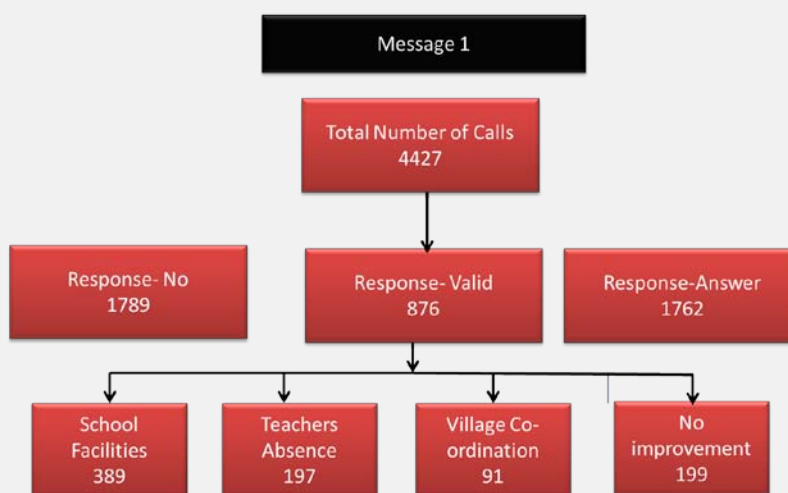 Message 1
Total Number of Calls
4427
Response- No
1789
Response- Valid
876
Response-Answer
1762
School
Facilities
389
Teachers
Absence
197
Village Co-
ordination
91
No
improvement
199